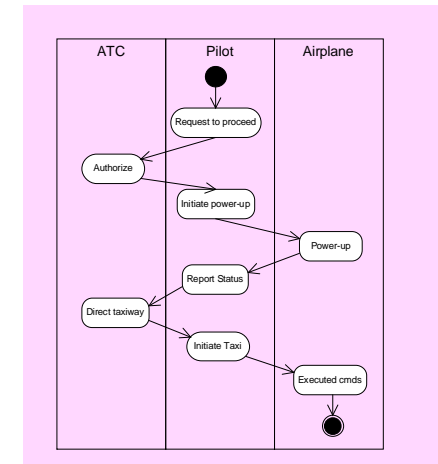 ATC Pilot Airplane
Request to proceed
Authorize
Initiate power-up
Power-up
Report Status
Direct taxiway
Initiate Taxi
Executed cmds